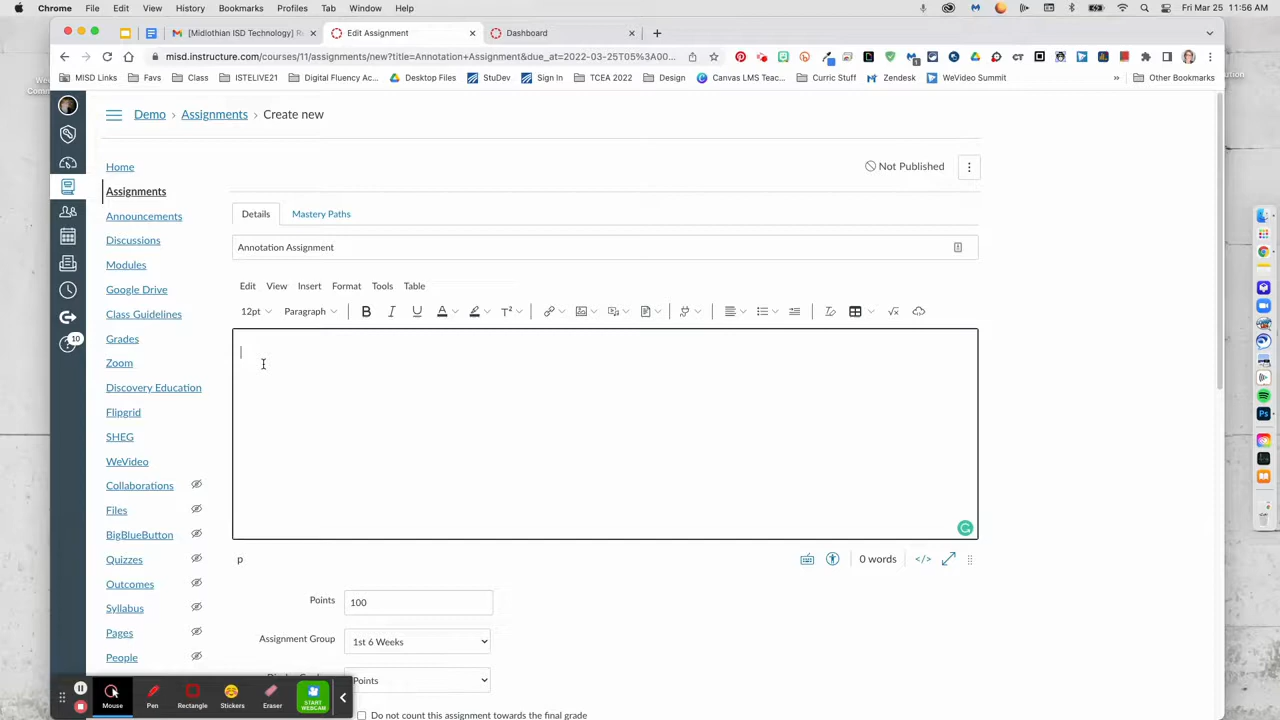 Chrome File Edit View History Bookmarks Profiles Tab Window Help
Fri Mar 25 11:56 AM
[Midlothian ISD Technology] R
Edit Assignment
Dashboard
misd.instructure.com/courses/11/assignments/new?title=Annotation+Assignment&due_at=2022-03-25T05%3A00...
MISD Links Favs Class ISTELIVE21 Digital Fluency Ac... Desktop Files StuDev Sign In TCEA 2022 Design Canvas LMS Teac... Curric Stuff Zendesk WeVideo Summit » Other Bookmarks
Demo › Assignments › Create new
Not Published
Home
Assignments
Announcements
Discussions
Modules
Google Drive
Class Guidelines
Grades
Zoom
Discovery Education
Flipgrid
SHEG
WeVideo
Collaborations
Files
BigBlueButton
Quizzes
Outcomes
Syllabus
Pages
People
10
Details Mastery Paths
Annotation Assignment
Edit View Insert Format Tools Table
12pt Paragraph B I U A T²
p
0 words </>
Points 100
Assignment Group 1st 6 Weeks
Points
Do not count this assignment towards the final grade
Mouse Pen Rectangle Stickers Eraser START WEBCAM